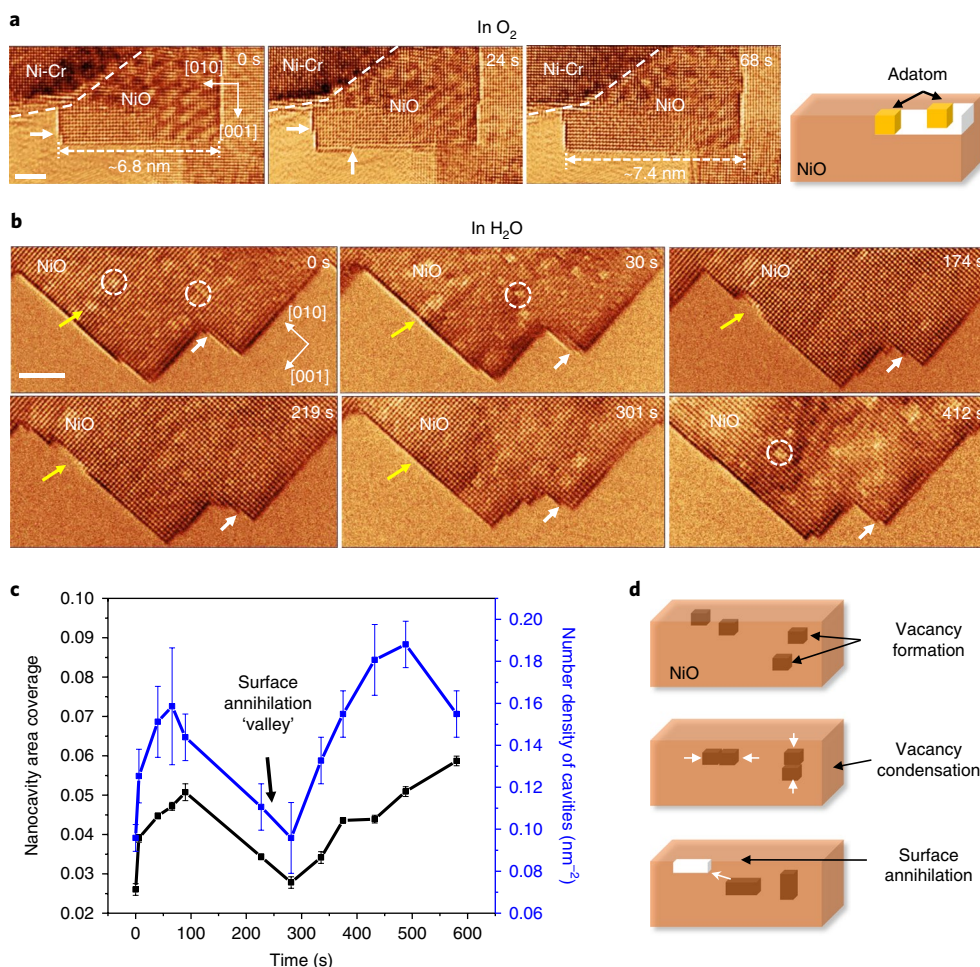 a
In O₂
Ni-Cr
0 s
[010]
NiO
[001]
~6.8 nm
Ni-Cr
24 s
NiO
Ni-Cr
68 s
NiO
~7.4 nm
Adatom
NiO
b
In H₂O
NiO
0 s
[010]
[001]
NiO
30 s
NiO
174 s
NiO
219 s
NiO
301 s
NiO
412 s
c
Nanocavity area coverage
0.10
0.09
0.08
0.07
0.06
0.05
0.04
0.03
0.02
Surface
annihilation
'valley'
0.20
0.18
0.16
0.14
0.12
0.10
0.08
0.06
Number density of cavities (nm⁻²)
0
100
200
300
400
500
600
Time (s)
d
Vacancy
formation
NiO
Vacancy
condensation
Surface
annihilation